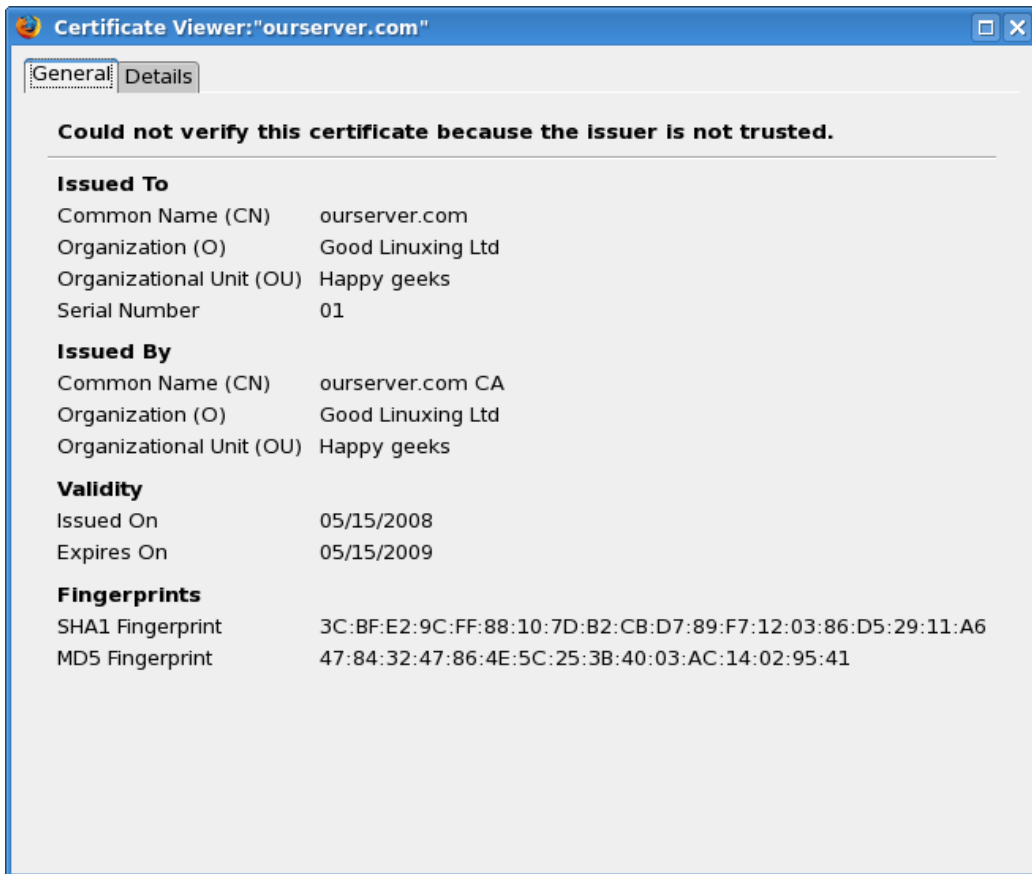 Certificate Viewer:"ourserver.com"
General Details
Could not verify this certificate because the issuer is not trusted.
Issued To
Common Name (CN) ourserver.com
Organization (O) Good Linuxing Ltd
Organizational Unit (OU) Happy geeks
Serial Number 01
Issued By
Common Name (CN) ourserver.com CA
Organization (O) Good Linuxing Ltd
Organizational Unit (OU) Happy geeks
Validity
Issued On 05/15/2008
Expires On 05/15/2009
Fingerprints
SHA1 Fingerprint 3C:BF:E2:9C:FF:88:10:7D:B2:CB:D7:89:F7:12:03:86:D5:29:11:A6
MD5 Fingerprint 47:84:32:47:86:4E:5C:25:3B:40:03:AC:14:02:95:41